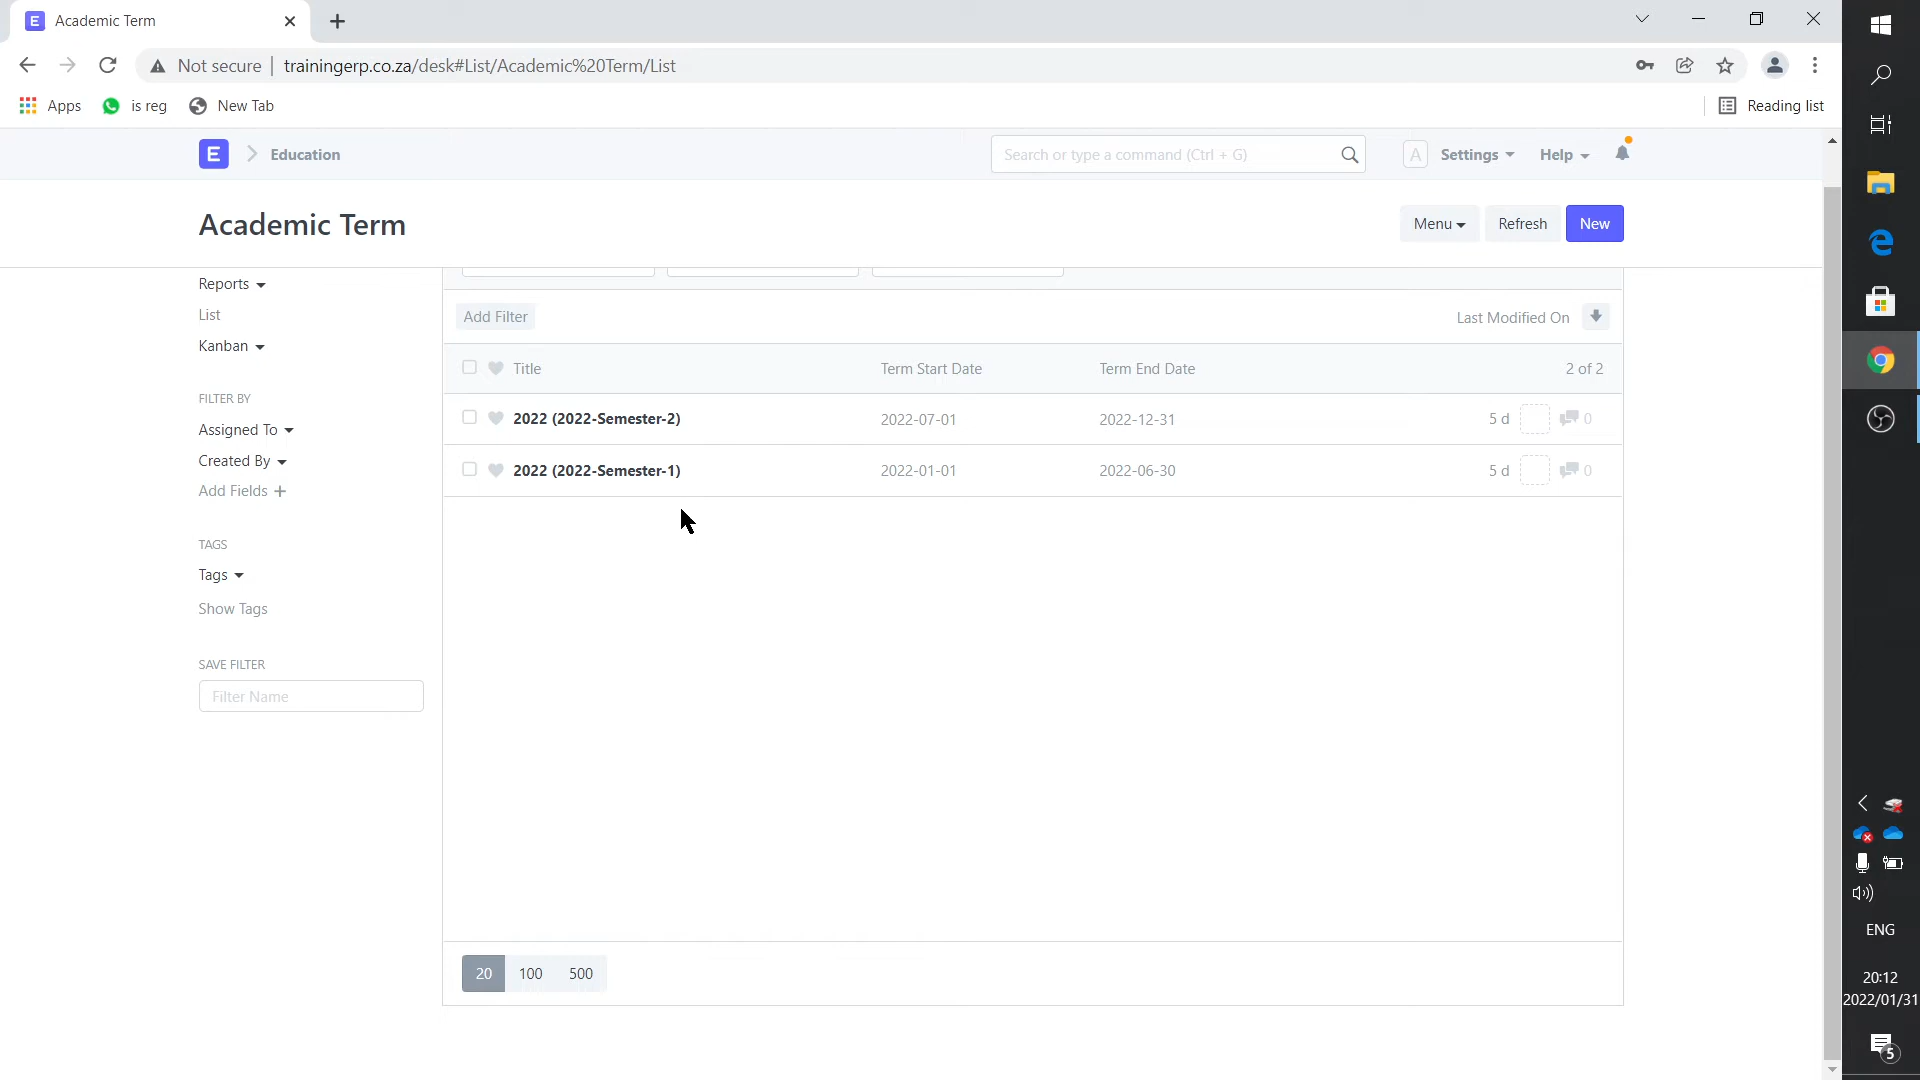 E Academic Term
Not secure | trainingerp.co.za/desk#List/Academic%20Term/List
Apps is reg New Tab Reading list
E Education Search or type a command (Ctrl + G) A Settings Help
Academic Term Menu Refresh New
Reports
List
Kanban
FILTER BY
Assigned To
Created By
Add Fields +
TAGS
Tags
Show Tags
SAVE FILTER
Filter Name
Add Filter Last Modified On
Title Term Start Date Term End Date 2 of 2
2022 (2022-Semester-2) 2022-07-01 2022-12-31 5 d 0
2022 (2022-Semester-1) 2022-01-01 2022-06-30 5 d 0
20 100 500
ENG
20:12
2022/01/31
5